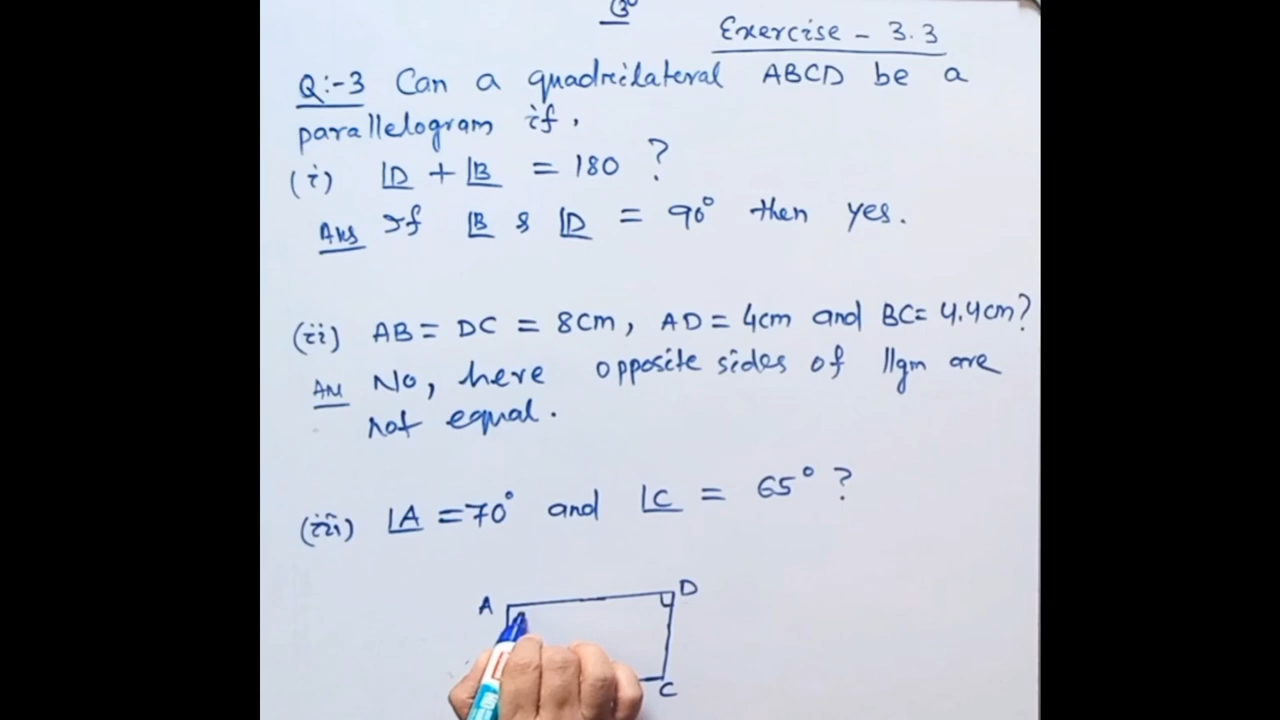 3°
Exercise - 3.3
Q:-3 Can a quadrilateral ABCD be a
parallelogram if,
(i) ∠D + ∠B = 180 ?
Ans If ∠B & ∠D = 90° then yes.
(ii) AB = DC = 8cm, AD = 4cm and BC= 4.4cm?
An No, here opposite sides of llgm are
not equal.
(iii) ∠A = 70° and ∠C = 65° ?
A D
C